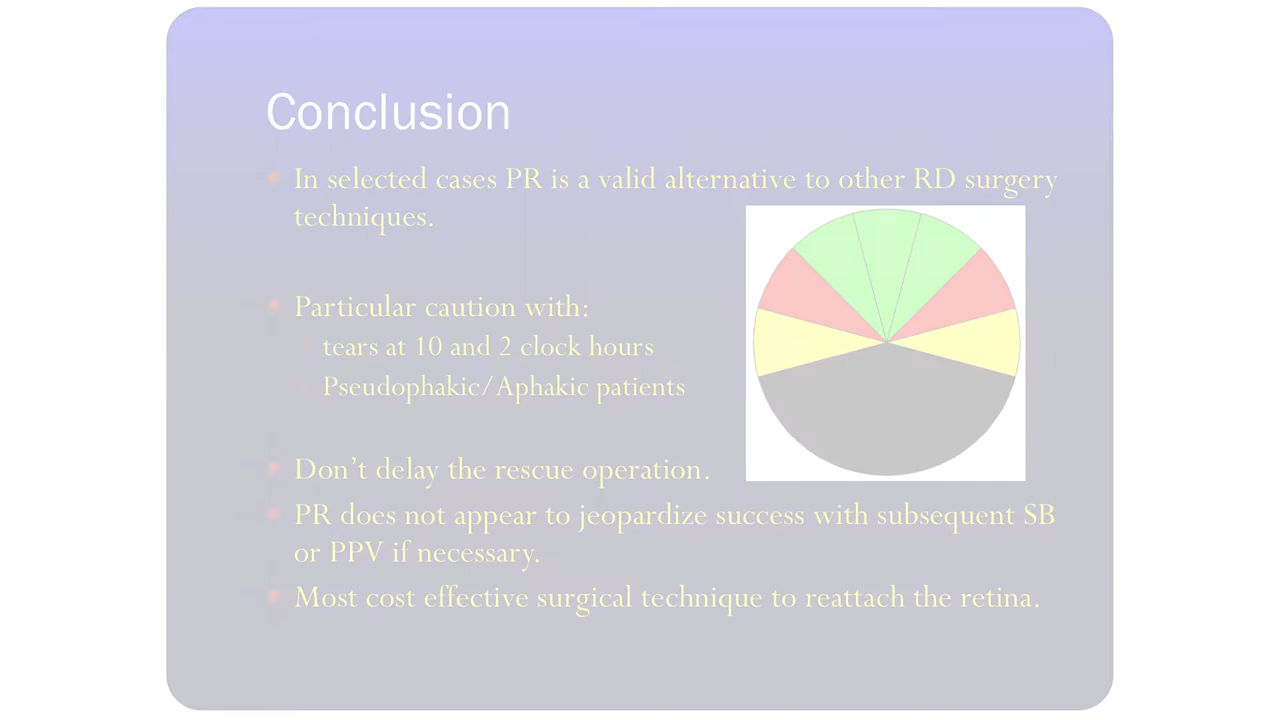 Conclusion
In selected cases PR is a valid alternative to other RD surgery
techniques.
Particular caution with:
tears at 10 and 2 clock hours
Pseudophakic/Aphakic patients
Don't delay the rescue operation.
PR does not appear to jeopardize success with subsequent SB
or PPV if necessary.
Most cost effective surgical technique to reattach the retina.